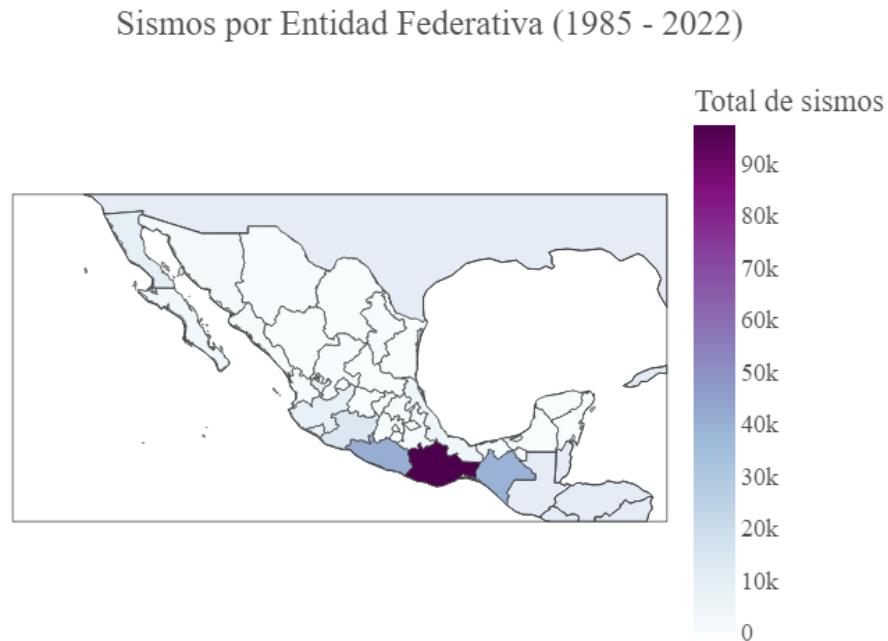 Sismos por Entidad Federativa (1985 - 2022)
Total de sismos
90k
80k
70k
60k
50k
40k
30k
20k
10k
0